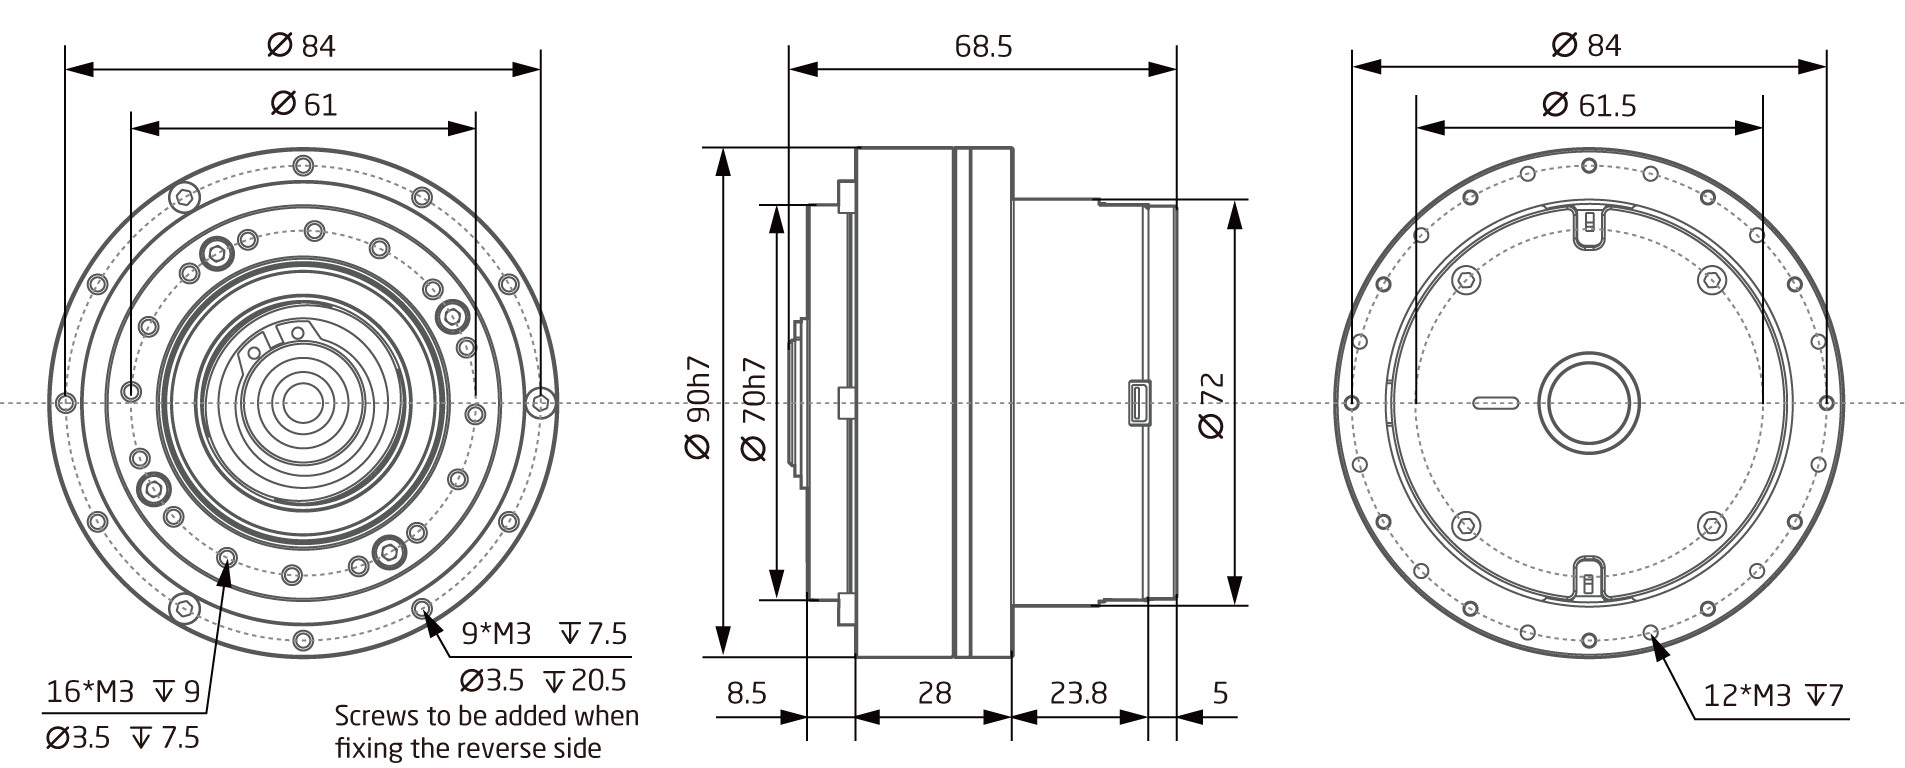 Ø 84
Ø 61
9*M3 ↧ 7.5
Ø3.5 ↧ 20.5
Screws to be added when
fixing the reverse side
16*M3 ↧ 9
Ø3.5 ↧ 7.5
68.5
Ø 90h7
Ø 70h7
Ø 72
8.5
28
23.8
5
Ø 84
Ø 61.5
12*M3 ↧7